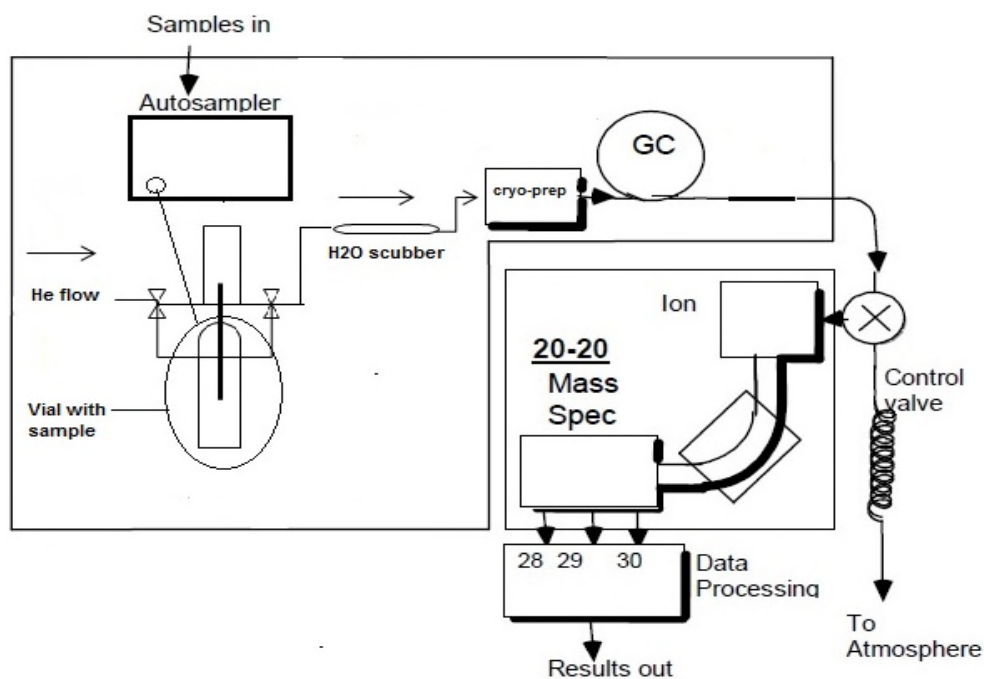 Samples in
Autosampler
GC
cryo-prep
H2O scubber
He flow
Vial with
sample
Ion
20-20
Mass
Spec
Control
valve
28 29 30
Data
Processing
To
Atmosphere
Results out